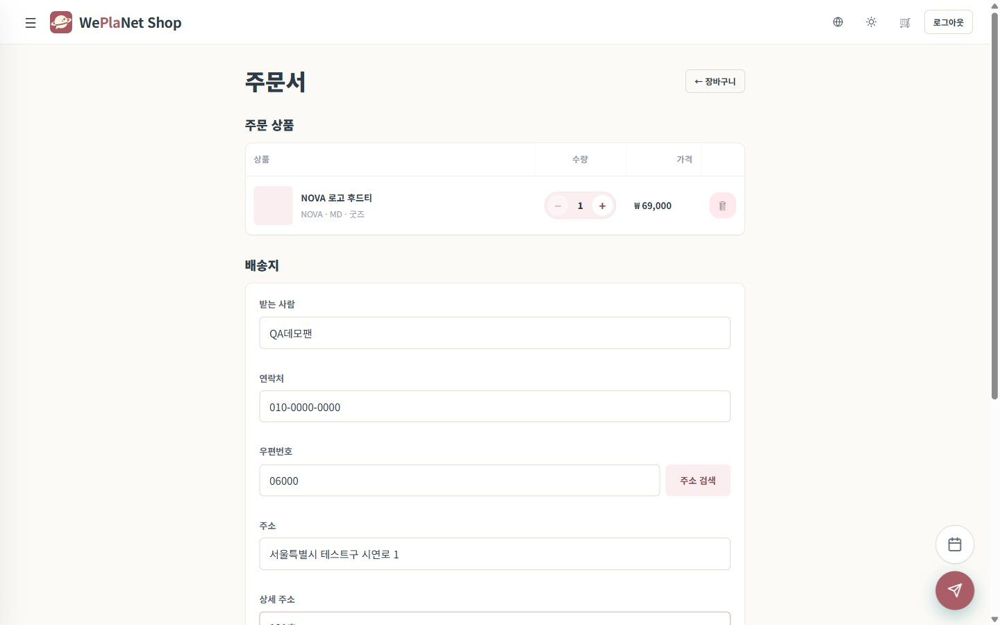 WePlaNet Shop
로그아웃
주문서
← 장바구니
주문 상품
상품 수량 가격
NOVA 로고 후드티
NOVA · MD · 굿즈
− 1 +
₩ 69,000
배송지
받는 사람
QA데모팬
연락처
010-0000-0000
우편번호
06000
주소 검색
주소
서울특별시 테스트구 시연로 1
상세 주소